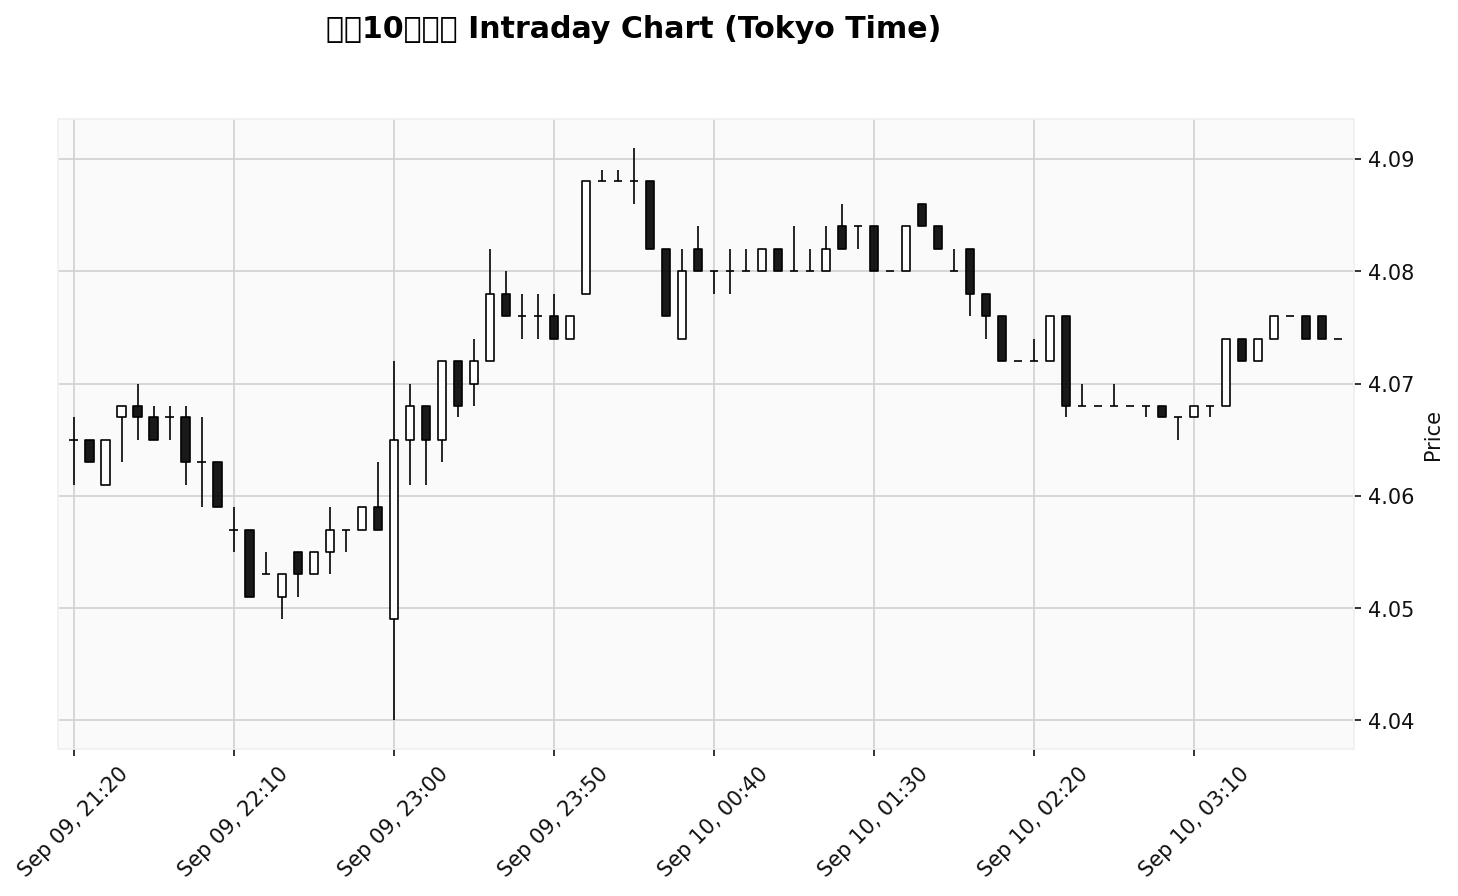 10 Intraday Chart (Tokyo Time)
4.09
4.08
4.07
4.06
4.05
4.04
Price
Sep 09, 21:20
Sep 09, 22:10
Sep 09, 23:00
Sep 09, 23:50
Sep 10, 00:40
Sep 10, 01:30
Sep 10, 02:20
Sep 10, 03:10